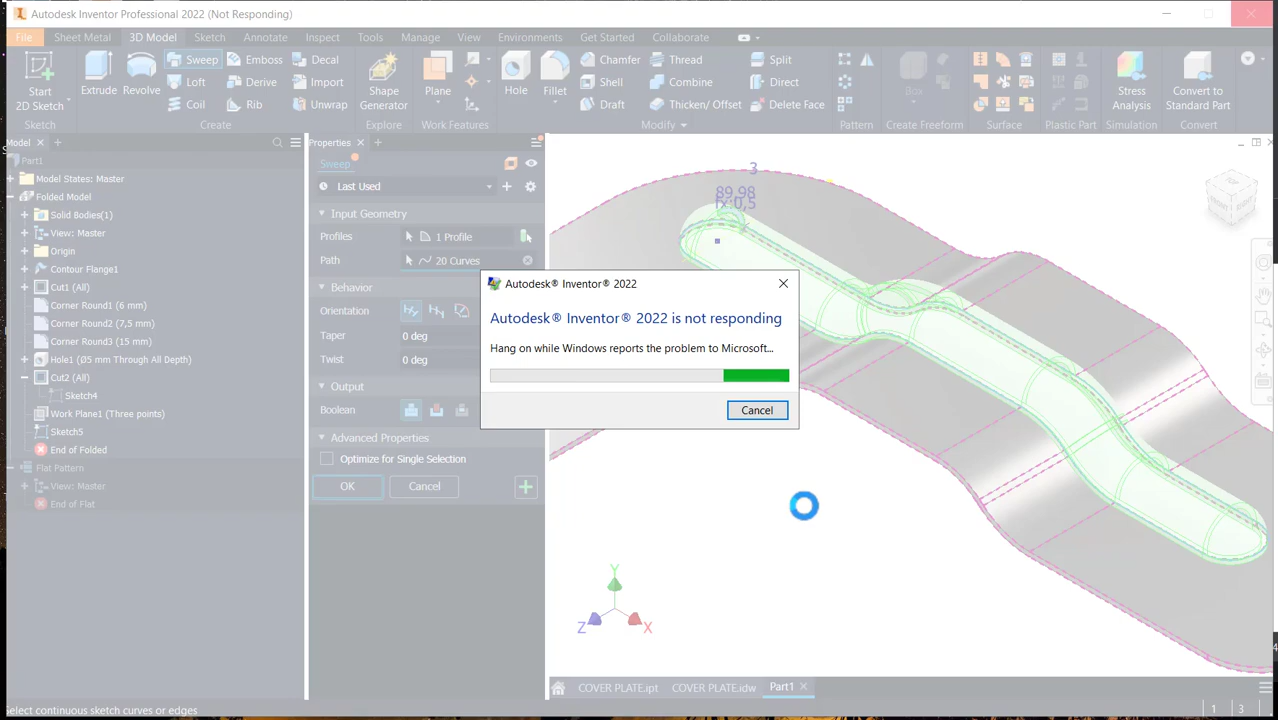 Autodesk Inventor Professional 2022 (Not Responding)
File Sheet Metal 3D Model Sketch Annotate Inspect Tools Manage View Environments Get Started Collaborate
Start
2D Sketch
Extrude
Revolve
Sweep
Loft
Coil
Emboss
Derive
Rib
Decal
Import
Unwrap
Shape
Generator
Plane
Hole
Fillet
Chamfer
Shell
Draft
Thread
Combine
Thicken/ Offset
Split
Direct
Delete Face
Box
Stress
Analysis
Convert to
Standard Part
Sketch Create Explore Work Features Modify Pattern Create Freeform Surface Plastic Part Simulation Convert
Model
Part1
Model States: Master
Folded Model
Solid Bodies(1)
View: Master
Origin
Contour Flange1
Cut1 (All)
Corner Round1 (6 mm)
Corner Round2 (7,5 mm)
Corner Round3 (15 mm)
Hole1 (Ø5 mm Through All Depth)
Cut2 (All)
Sketch4
Work Plane1 (Three points)
Sketch5
End of Folded
Flat Pattern
View: Master
End of Flat
Properties
Sweep
Last Used
Input Geometry
Profiles 1 Profile
Path 20 Curves
Behavior
Orientation
Taper 0 deg
Twist 0 deg
Output
Boolean
Advanced Properties
Optimize for Single Selection
OK Cancel
3
89,98
fx:0,5
Autodesk® Inventor® 2022
Autodesk® Inventor® 2022 is not responding
Hang on while Windows reports the problem to Microsoft...
Cancel
Y
Z
X
COVER PLATE.ipt COVER PLATE.idw Part1
Select continuous sketch curves or edges
1 3